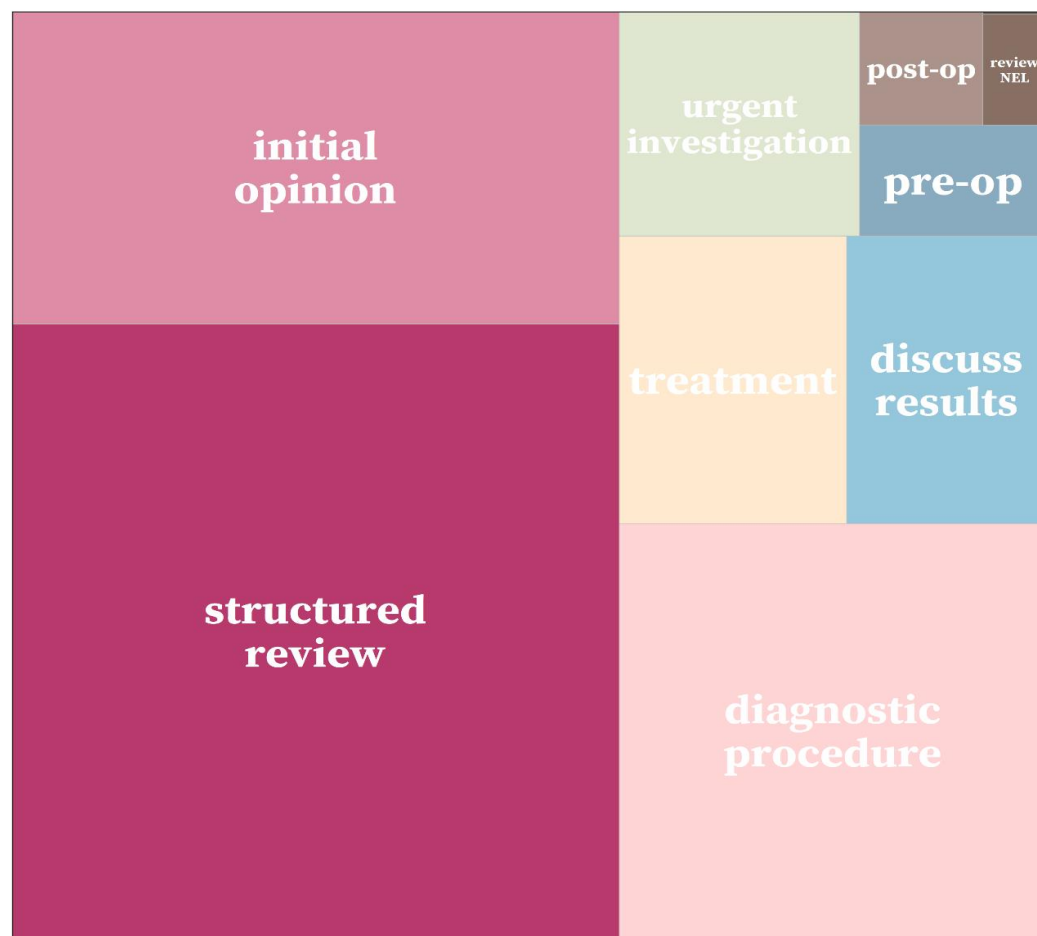 initial
opinion
urgent
investigation
post-op
review
NEL
pre-op
treatment
discuss
results
structured
review
diagnostic
procedure